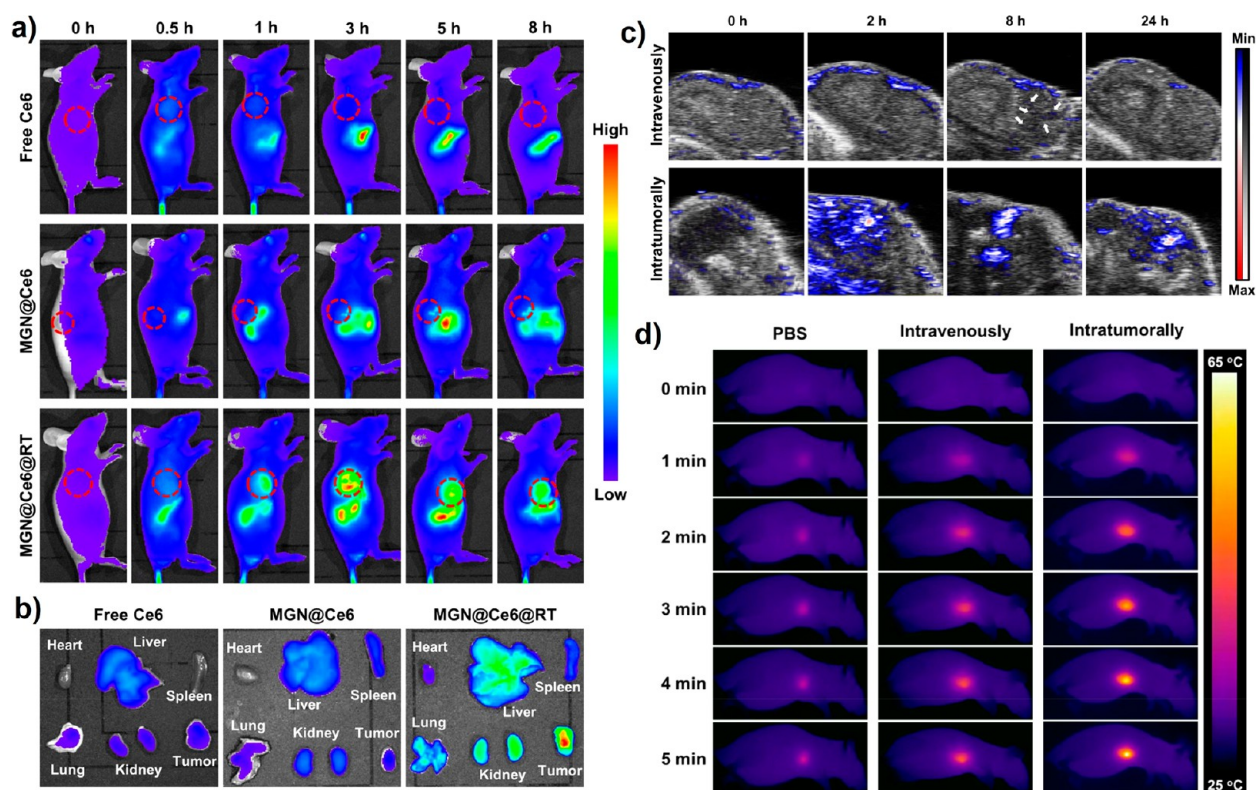 a)
0 h 0.5 h 1 h 3 h 5 h 8 h
Free Ce6
MGN@Ce6
MGN@Ce6@RT
High
Low
b)
Free Ce6 MGN@Ce6 MGN@Ce6@RT
Heart Liver Spleen Lung Kidney Tumor
Heart Liver Spleen Lung Kidney Tumor
Heart Liver Spleen Lung Kidney Tumor
c)
0 h 2 h 8 h 24 h
Intravenously
Intratumorally
Min
Max
d)
PBS Intravenously Intratumorally
0 min
1 min
2 min
3 min
4 min
5 min
65 °C
25 °C